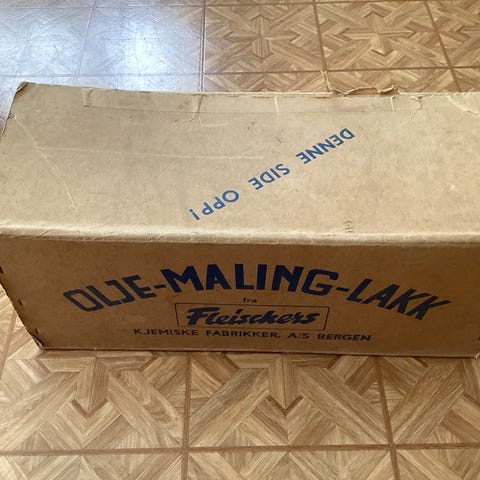 DENNE SIDE OPP!
OLJE-MALING-LAKK
fra
Fleischers
KJEMISKE FABRIKKER, A/S BERGEN